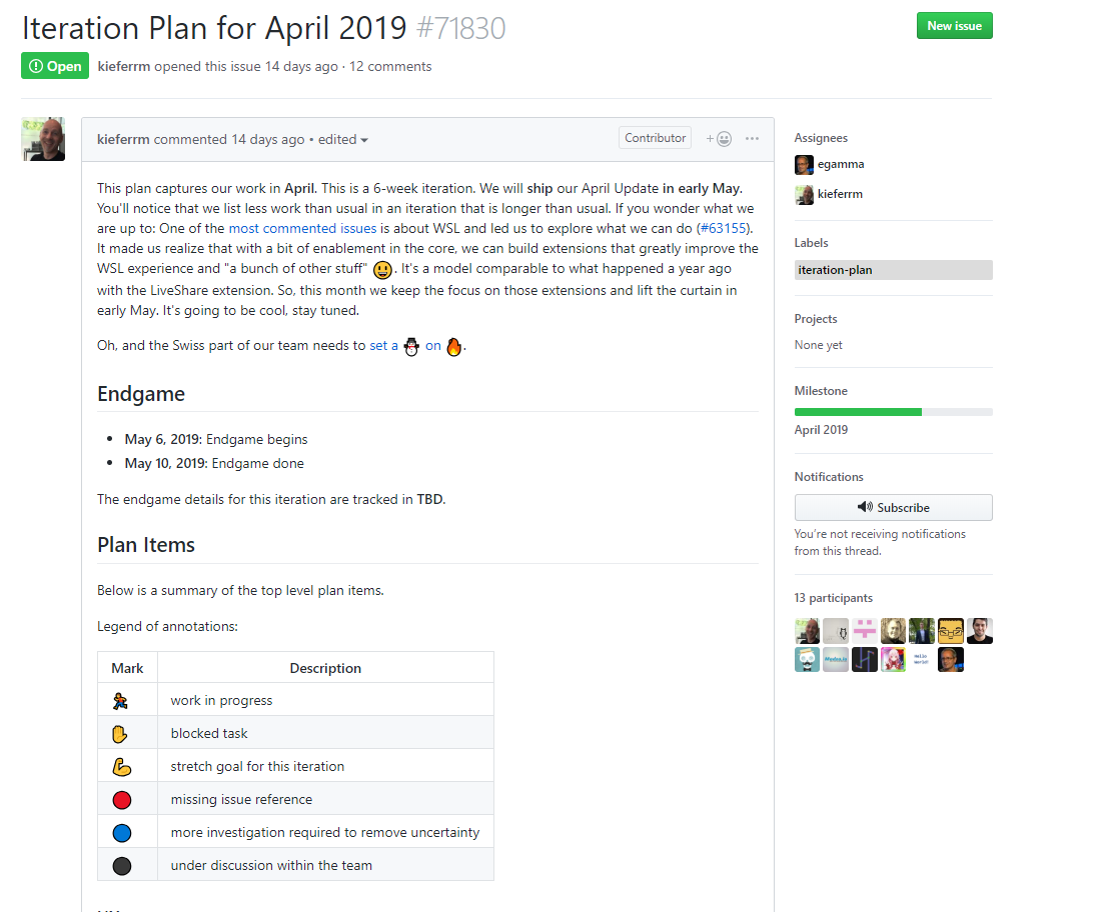 Iteration Plan for April 2019 #71830
New issue
Open
kieferrm opened this issue 14 days ago · 12 comments
kieferrm commented 14 days ago • edited
Contributor
This plan captures our work in April. This is a 6-week iteration. We will ship our April Update in early May.
You'll notice that we list less work than usual in an iteration that is longer than usual. If you wonder what we
are up to: One of the most commented issues is about WSL and led us to explore what we can do (#63155).
It made us realize that with a bit of enablement in the core, we can build extensions that greatly improve the
WSL experience and "a bunch of other stuff" 😃. It's a model comparable to what happened a year ago
with the LiveShare extension. So, this month we keep the focus on those extensions and lift the curtain in
early May. It's going to be cool, stay tuned.
Oh, and the Swiss part of our team needs to set a ⛄ on 🔥.
Endgame
• May 6, 2019: Endgame begins
• May 10, 2019: Endgame done
The endgame details for this iteration are tracked in TBD.
Plan Items
Below is a summary of the top level plan items.
Legend of annotations:
Mark Description
🏃 work in progress
✋ blocked task
💪 stretch goal for this iteration
🔴 missing issue reference
🔵 more investigation required to remove uncertainty
⚫ under discussion within the team
Assignees
egamma
kieferrm
Labels
iteration-plan
Projects
None yet
Milestone
April 2019
Notifications
Subscribe
You're not receiving notifications
from this thread.
13 participants